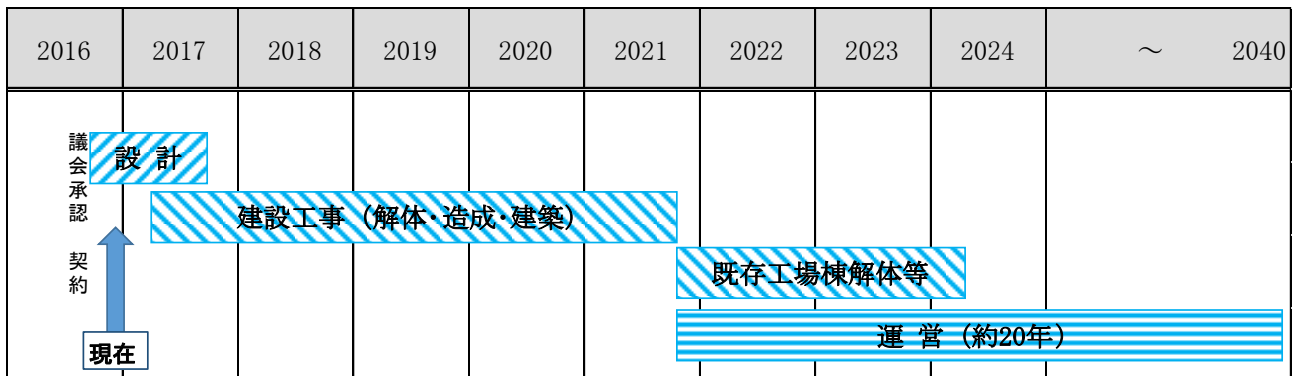 2016 2017 2018 2019 2020 2021 2022 2023 2024 ～ 2040
議会承認 契約
設 計
建設工事（解体・造成・建築）
既存工場棟解体等
運 営（約20年）
現在